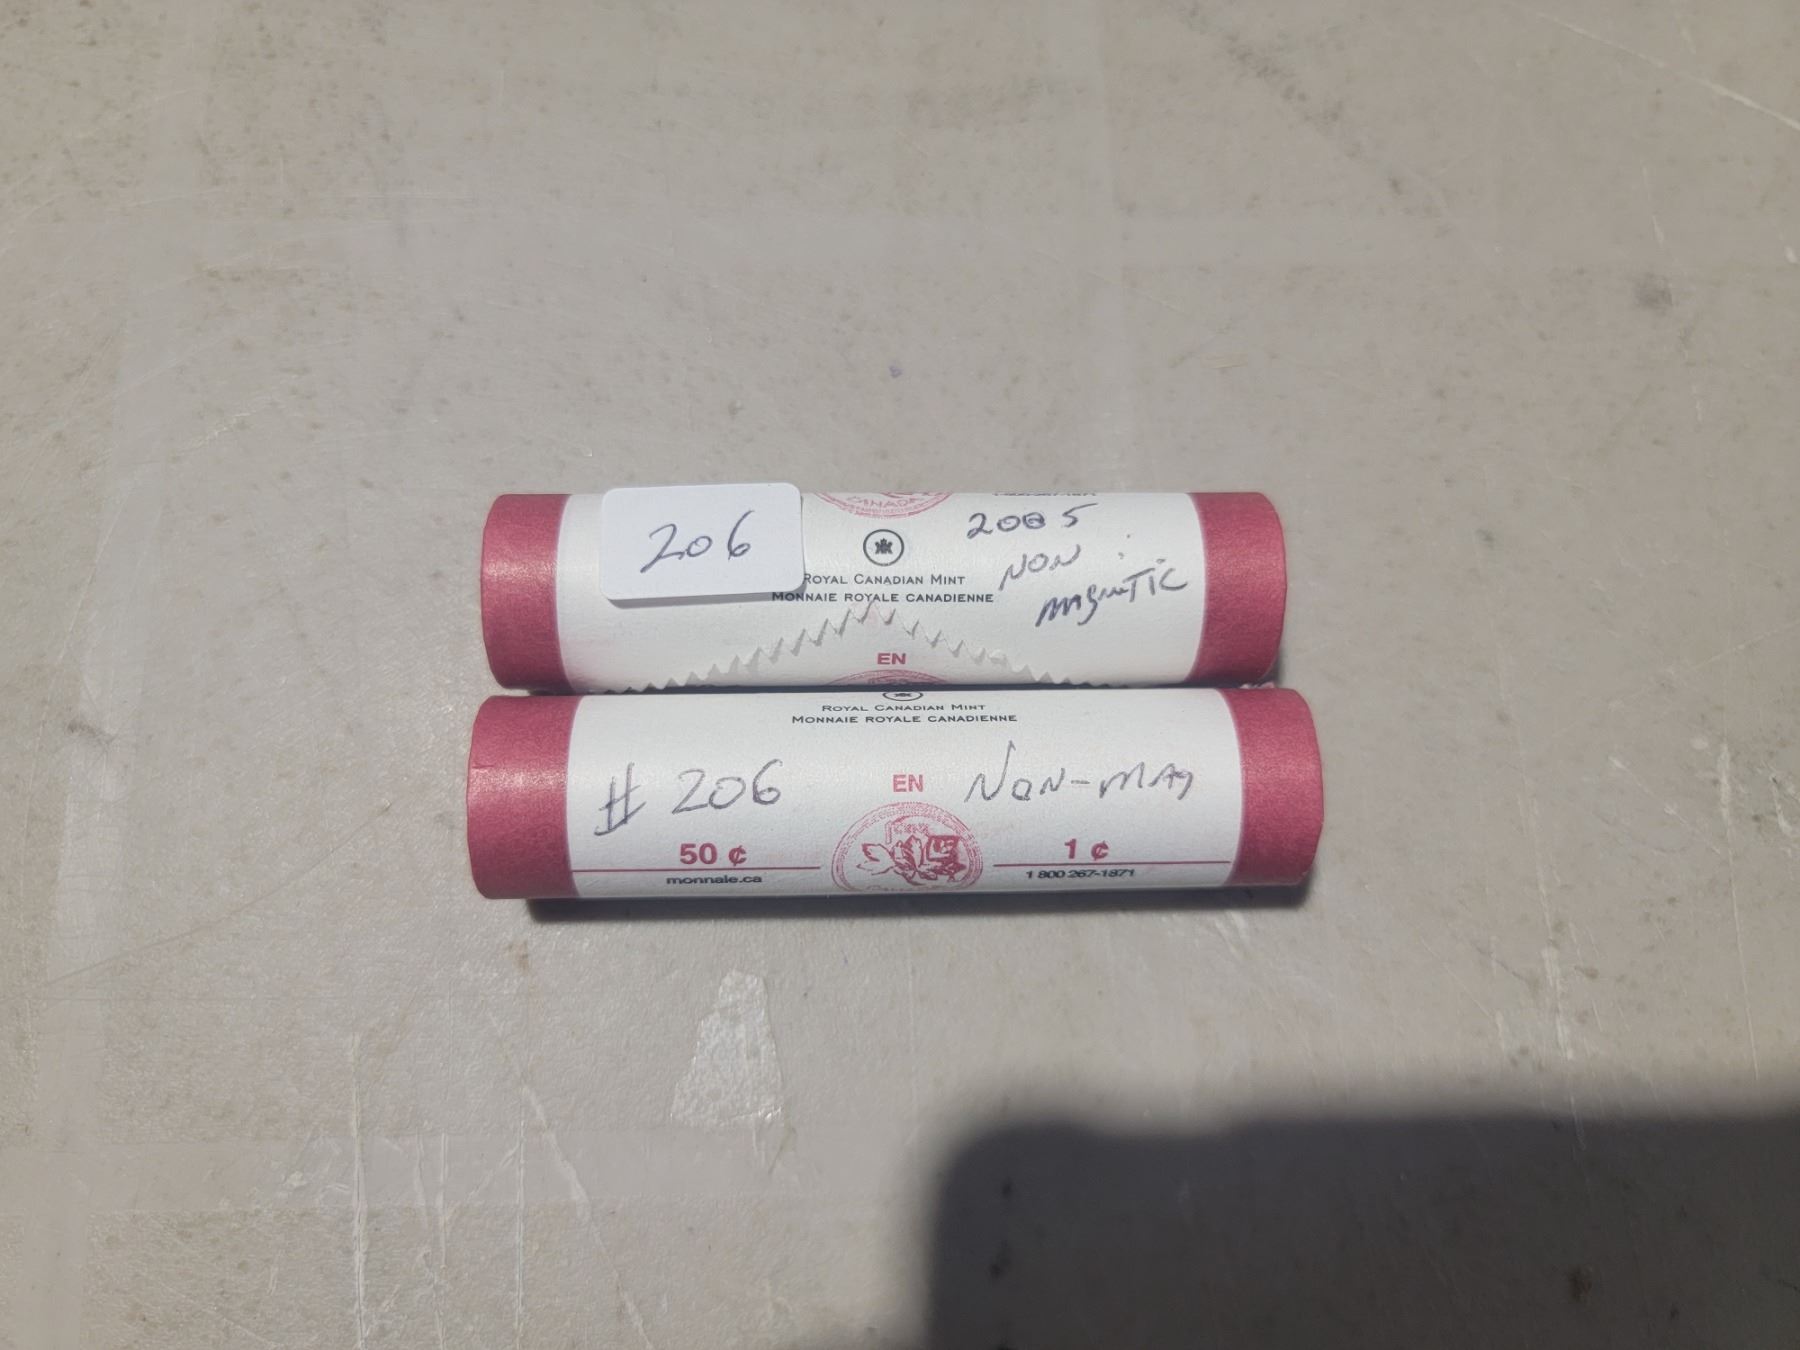 CANADA
206
2005
NON
magneTic
ROYAL CANADIAN MINT
MONNAIE ROYALE CANADIENNE
EN
ROYAL CANADIAN MINT
MONNAIE ROYALE CANADIENNE
# 206
EN
NON-MAg
50 ¢
1 ¢
monnaie.ca
1 800 267-1871